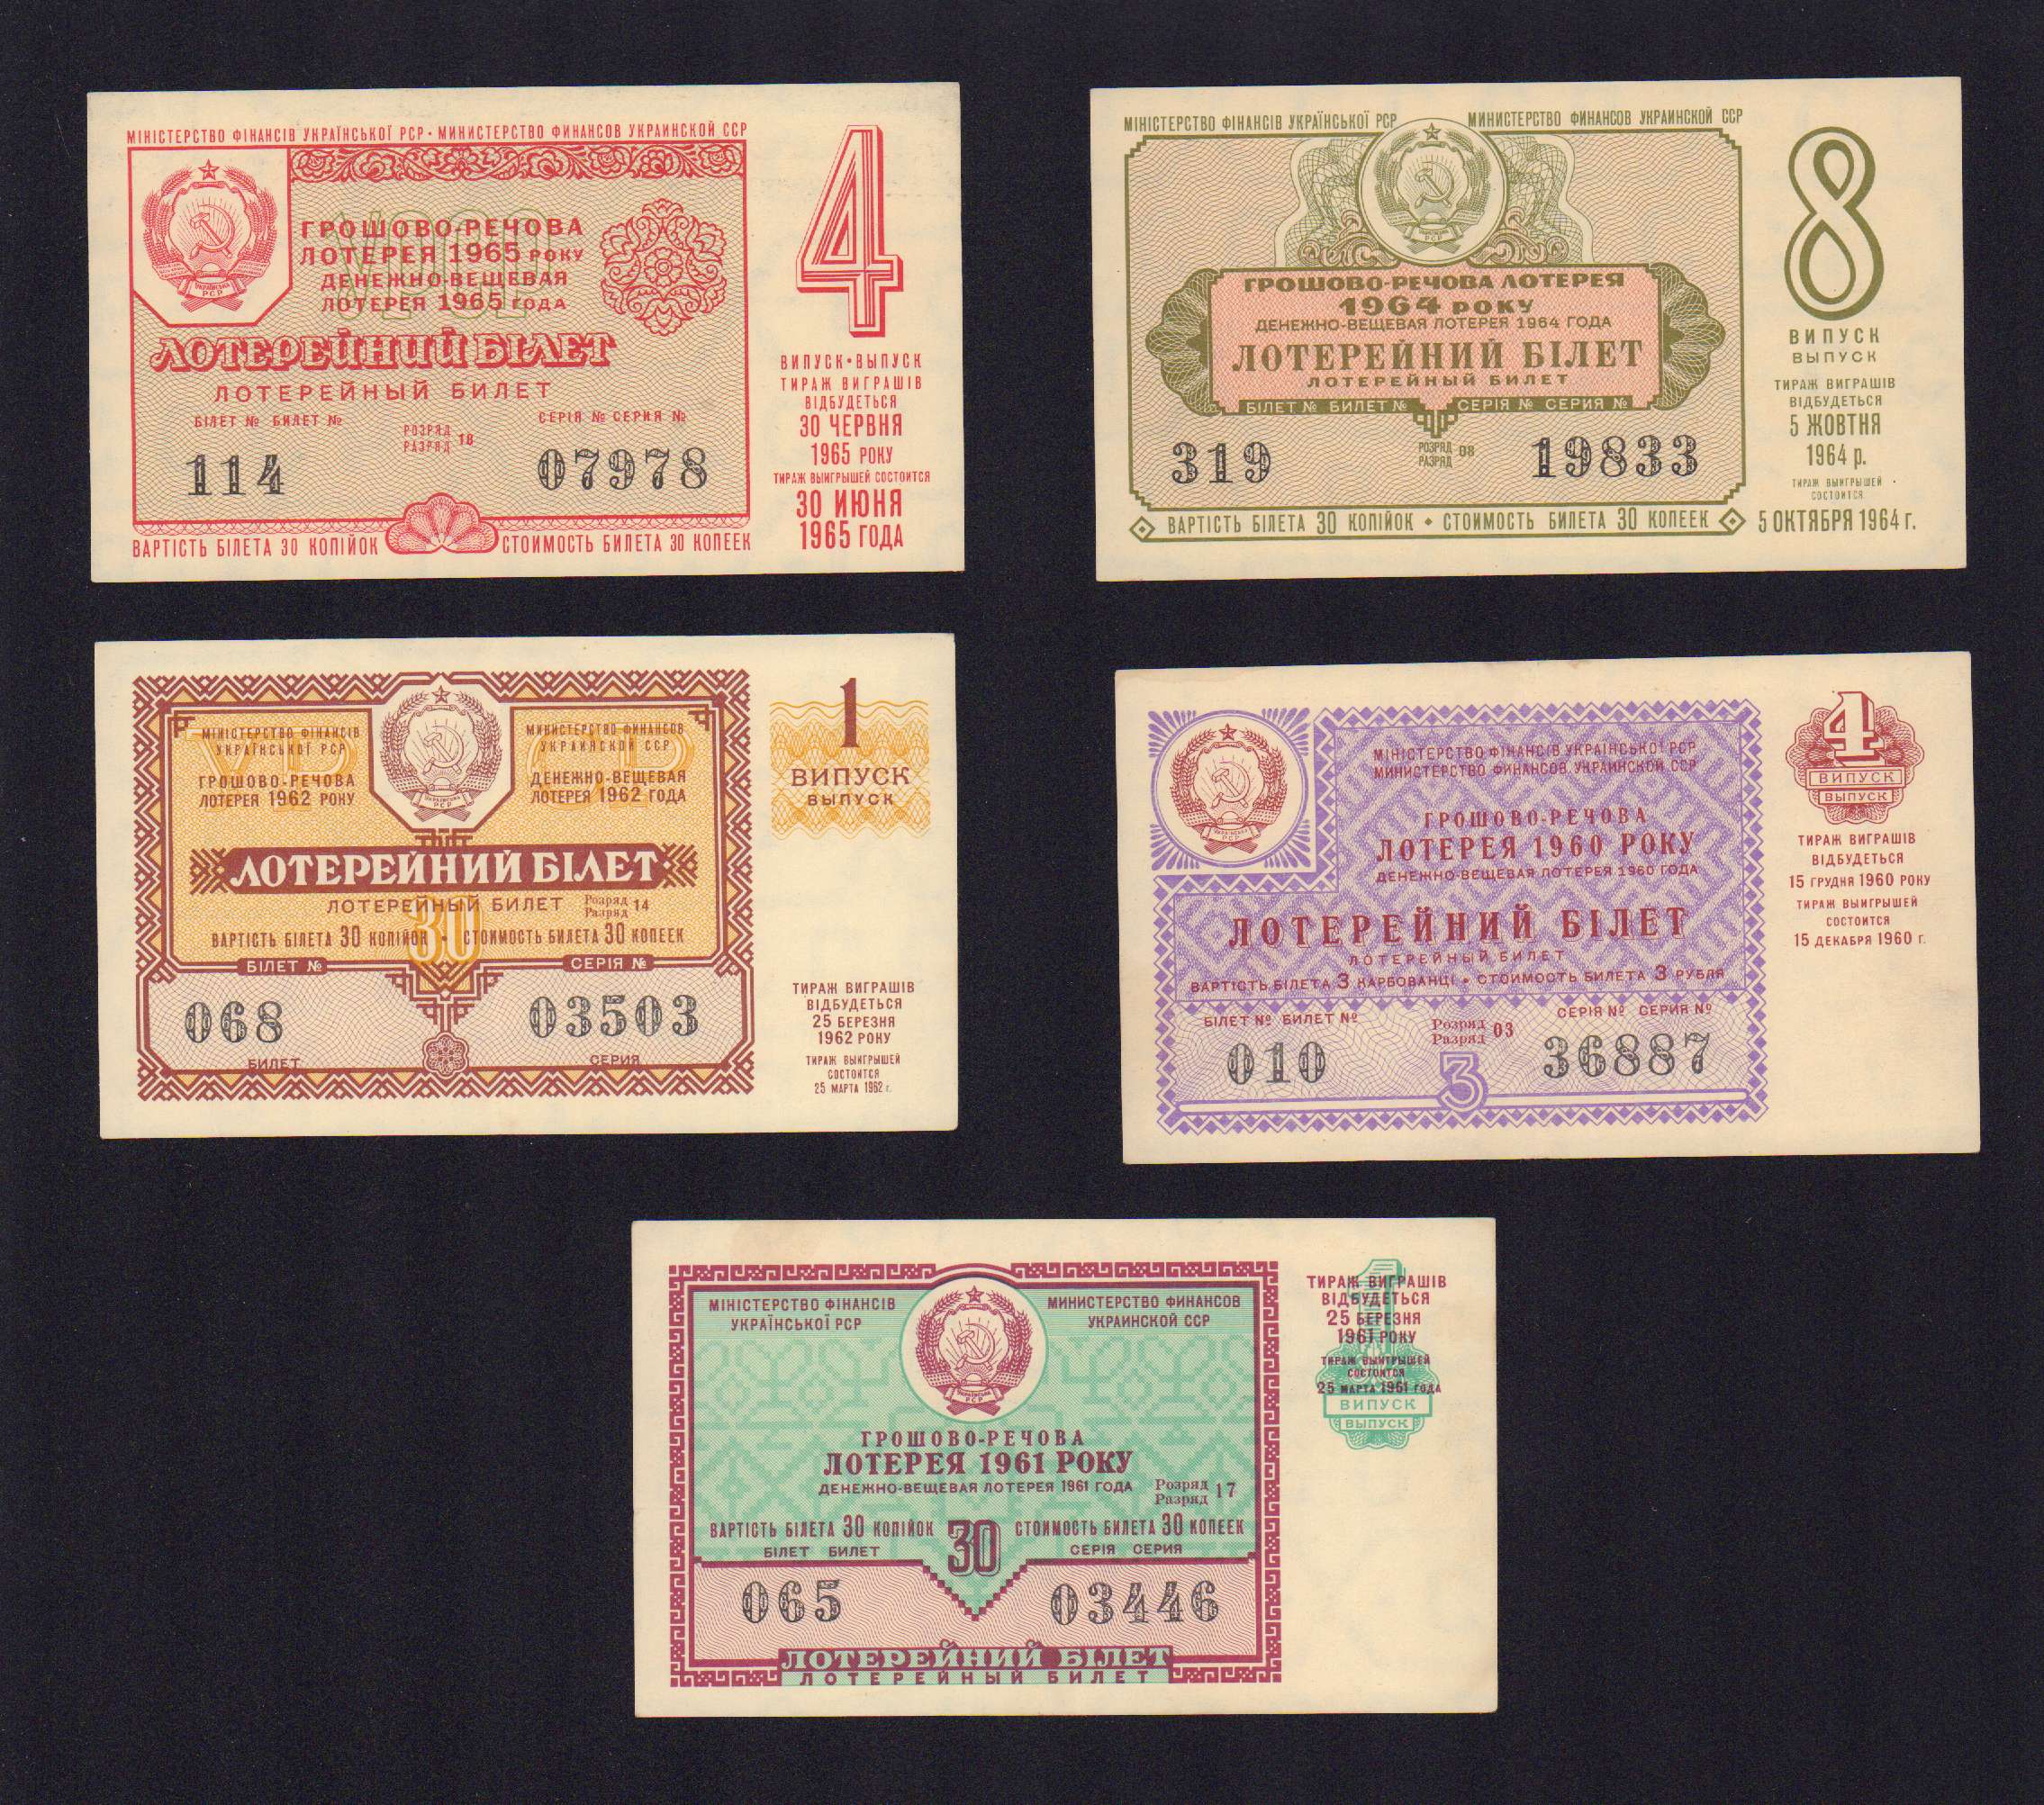 МІНІСТЕРСТВО ФІНАНСІВ УКРАЇНСЬКОЇ РСР • МИНИСТЕРСТВО ФИНАНСОВ УКРАИНСКОЙ ССР
УКРАЇНСЬКА
РСР
ГРОШОВО-РЕЧОВА
ЛОТЕРЕЯ 1965 РОКУ
ДЕНЕЖНО-ВЕЩЕВАЯ
ЛОТЕРЕЯ 1965 ГОДА
ЛОТЕРЕЙНИЙ БІЛЕТ
ЛОТЕРЕЙНЫЙ БИЛЕТ
БІЛЕТ № БИЛЕТ №
СЕРІЯ № СЕРИЯ №
РОЗРЯД
РАЗРЯД 18
114
07978
ВАРТІСТЬ БІЛЕТА 30 КОПІЙОК
СТОИМОСТЬ БИЛЕТА 30 КОПЕЕК
4
ВИПУСК • ВЫПУСК
ТИРАЖ ВИГРАШІВ
ВІДБУДЕТЬСЯ
30 ЧЕРВНЯ
1965 РОКУ
ТИРАЖ ВЫИГРЫШЕЙ СОСТОИТСЯ
30 ИЮНЯ
1965 ГОДА
МІНІСТЕРСТВО ФІНАНСІВ УКРАЇНСЬКОЇ РСР
МИНИСТЕРСТВО ФИНАНСОВ УКРАИНСКОЙ ССР
РСР
ГРОШОВО-РЕЧОВА ЛОТЕРЕЯ
1964 РОКУ
ДЕНЕЖНО-ВЕЩЕВАЯ ЛОТЕРЕЯ 1964 ГОДА
ЛОТЕРЕЙНИЙ БІЛЕТ
ЛОТЕРЕЙНЫЙ БИЛЕТ
БІЛЕТ № БИЛЕТ №
СЕРІЯ № СЕРИЯ №
319
РОЗРЯД
РАЗРЯД 08
19833
ВАРТІСТЬ БІЛЕТА 30 КОПІЙОК • СТОИМОСТЬ БИЛЕТА 30 КОПЕЕК
8
ВИПУСК
ВЫПУСК
ТИРАЖ ВИГРАШІВ
ВІДБУДЕТЬСЯ
5 ЖОВТНЯ
1964 р.
ТИРАЖ ВЫИГРЫШЕЙ
СОСТОИТСЯ
5 ОКТЯБРЯ 1964 г.
МІНІСТЕРСТВО ФІНАНСІВ
УКРАЇНСЬКОЇ РСР
МИНИСТЕРСТВО ФИНАНСОВ
УКРАИНСКОЙ ССР
ГРОШОВО-РЕЧОВА
ЛОТЕРЕЯ 1962 РОКУ
ДЕНЕЖНО-ВЕЩЕВАЯ
ЛОТЕРЕЯ 1962 ГОДА
УКРАЇНСЬКА
РСР
ЛОТЕРЕЙНИЙ БІЛЕТ
ЛОТЕРЕЙНЫЙ БИЛЕТ
Розряд
Разряд 14
30
ВАРТІСТЬ БІЛЕТА 30 КОПІЙОК • СТОИМОСТЬ БИЛЕТА 30 КОПЕЕК
БІЛЕТ №
СЕРІЯ №
068
03503
БИЛЕТ
СЕРИЯ
1
ВИПУСК
ВЫПУСК
ТИРАЖ ВИГРАШІВ
ВІДБУДЕТЬСЯ
25 БЕРЕЗНЯ
1962 РОКУ
ТИРАЖ ВЫИГРЫШЕЙ
СОСТОИТСЯ
25 МАРТА 1962 г.
МІНІСТЕРСТВО ФІНАНСІВ УКРАЇНСЬКОЇ РСР
МИНИСТЕРСТВО ФИНАНСОВ УКРАИНСКОЙ ССР
УКРАЇНСЬКА
РСР
ГРОШОВО-РЕЧОВА
ЛОТЕРЕЯ 1960 РОКУ
ДЕНЕЖНО-ВЕЩЕВАЯ ЛОТЕРЕЯ 1960 ГОДА
ЛОТЕРЕЙНИЙ БІЛЕТ
ЛОТЕРЕЙНЫЙ БИЛЕТ
ВАРТІСТЬ БІЛЕТА 3 КАРБОВАНЦІ • СТОИМОСТЬ БИЛЕТА 3 РУБЛЯ
БІЛЕТ № БИЛЕТ №
СЕРІЯ № СЕРИЯ №
Розряд
Разряд 03
010
36887
3
4
ВИПУСК
ВЫПУСК
ТИРАЖ ВИГРАШІВ
ВІДБУДЕТЬСЯ
15 ГРУДНЯ 1960 РОКУ
ТИРАЖ ВЫИГРЫШЕЙ
СОСТОИТСЯ
15 ДЕКАБРЯ 1960 г.
МІНІСТЕРСТВО ФІНАНСІВ
УКРАЇНСЬКОЇ РСР
МИНИСТЕРСТВО ФИНАНСОВ
УКРАИНСКОЙ ССР
УКРАЇНСЬКА
РСР
ГРОШОВО-РЕЧОВА
ЛОТЕРЕЯ 1961 РОКУ
ДЕНЕЖНО-ВЕЩЕВАЯ ЛОТЕРЕЯ 1961 ГОДА
Розряд
Разряд 17
ВАРТІСТЬ БІЛЕТА 30 КОПІЙОК
30
СТОИМОСТЬ БИЛЕТА 30 КОПЕЕК
БІЛЕТ БИЛЕТ
СЕРІЯ СЕРИЯ
065
03446
ЛОТЕРЕЙНИЙ БІЛЕТ
ЛОТЕРЕЙНЫЙ БИЛЕТ
1
ТИРАЖ ВИГРАШІВ
ВІДБУДЕТЬСЯ
25 БЕРЕЗНЯ
1961 РОКУ
ТИРАЖ ВЫИГРЫШЕЙ
СОСТОИТСЯ
25 МАРТА 1961 ГОДА
ВИПУСК
ВЫПУСК